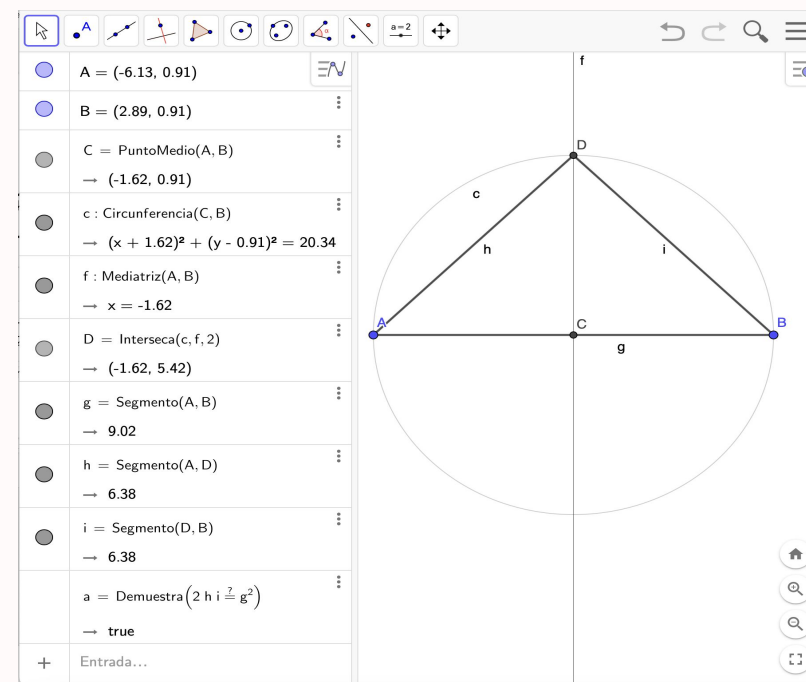 A
α
a=2
A = (-6.13, 0.91)
B = (2.89, 0.91)
C = PuntoMedio(A, B)
→ (-1.62, 0.91)
c : Circunferencia(C, B)
→ (x + 1.62)² + (y - 0.91)² = 20.34
f : Mediatriz(A, B)
→ x = -1.62
D = Interseca(c, f, 2)
→ (-1.62, 5.42)
g = Segmento(A, B)
→ 9.02
h = Segmento(A, D)
→ 6.38
i = Segmento(D, B)
→ 6.38
a = Demuestra(2 h i ≟ g²)
→ true
+ Entrada...
f
D
c
h
i
A
C
B
g